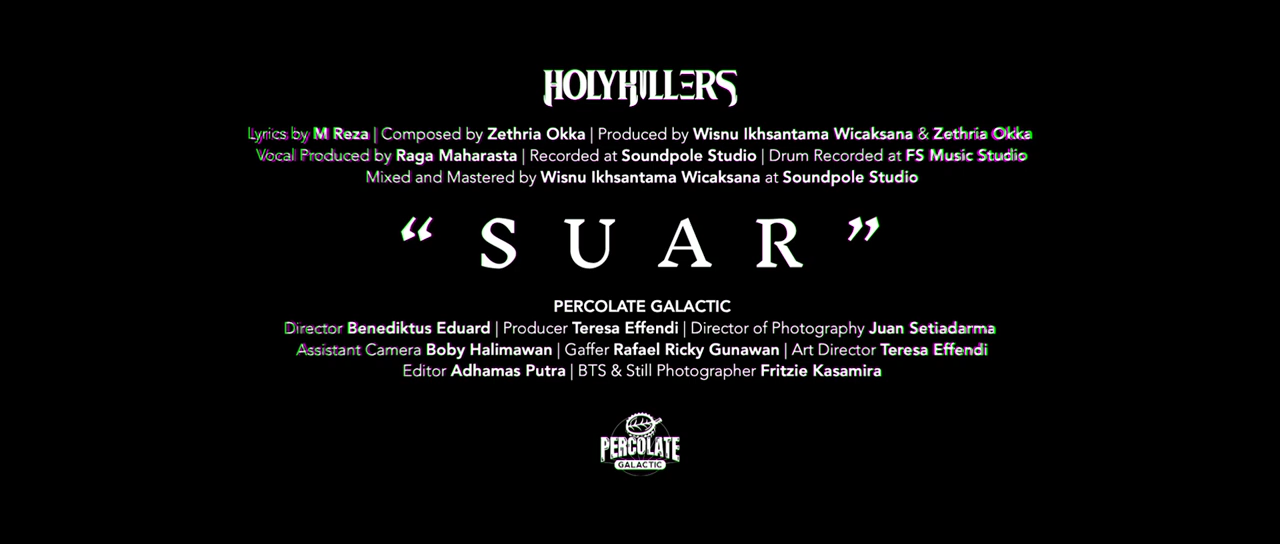 HOLYKILLERS
Lyrics by M Reza | Composed by Zethria Okka | Produced by Wisnu Ikhsantama Wicaksana & Zethria Okka
Vocal Produced by Raga Maharasta | Recorded at Soundpole Studio | Drum Recorded at FS Music Studio
Mixed and Mastered by Wisnu Ikhsantama Wicaksana at Soundpole Studio
“ S U A R ”
PERCOLATE GALACTIC
Director Benediktus Eduard | Producer Teresa Effendi | Director of Photography Juan Setiadarma
Assistant Camera Boby Halimawan | Gaffer Rafael Ricky Gunawan | Art Director Teresa Effendi
Editor Adhamas Putra | BTS & Still Photographer Fritzie Kasamira
PERCOLATE
GALACTIC